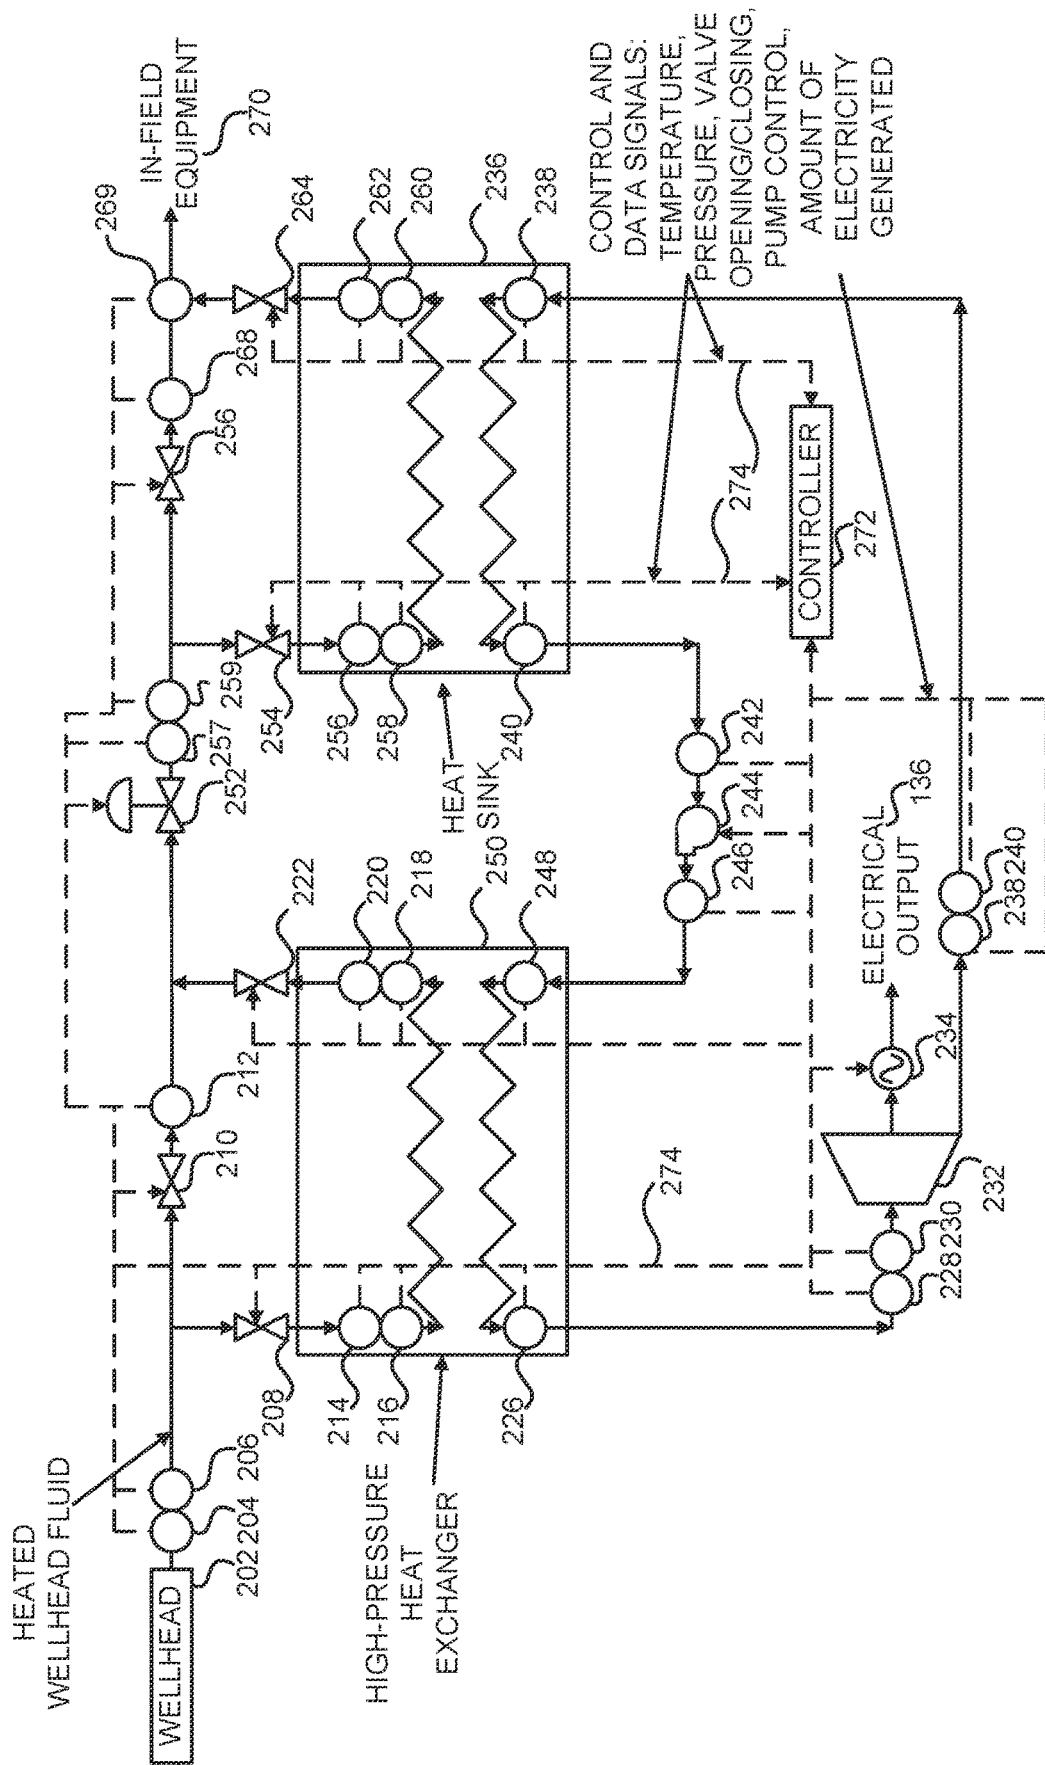 HEATED
WELLHEAD FLUID
WELLHEAD
202
204
206
208
210
212
214
216
218
220
222
226
HIGH-PRESSURE
HEAT
EXCHANGER
250
248
246
244
242
240
HEAT
SINK
252
257
259
254
256
258
256
268
269
IN-FIELD
EQUIPMENT
270
264
262
260
236
238
CONTROL AND
DATA SIGNALS:
TEMPERATURE,
PRESSURE, VALVE
OPENING/CLOSING,
PUMP CONTROL,
AMOUNT OF
ELECTRICITY
GENERATED
274
274
274
CONTROLLER
272
ELECTRICAL
OUTPUT
136
228
230
232
234
238
240